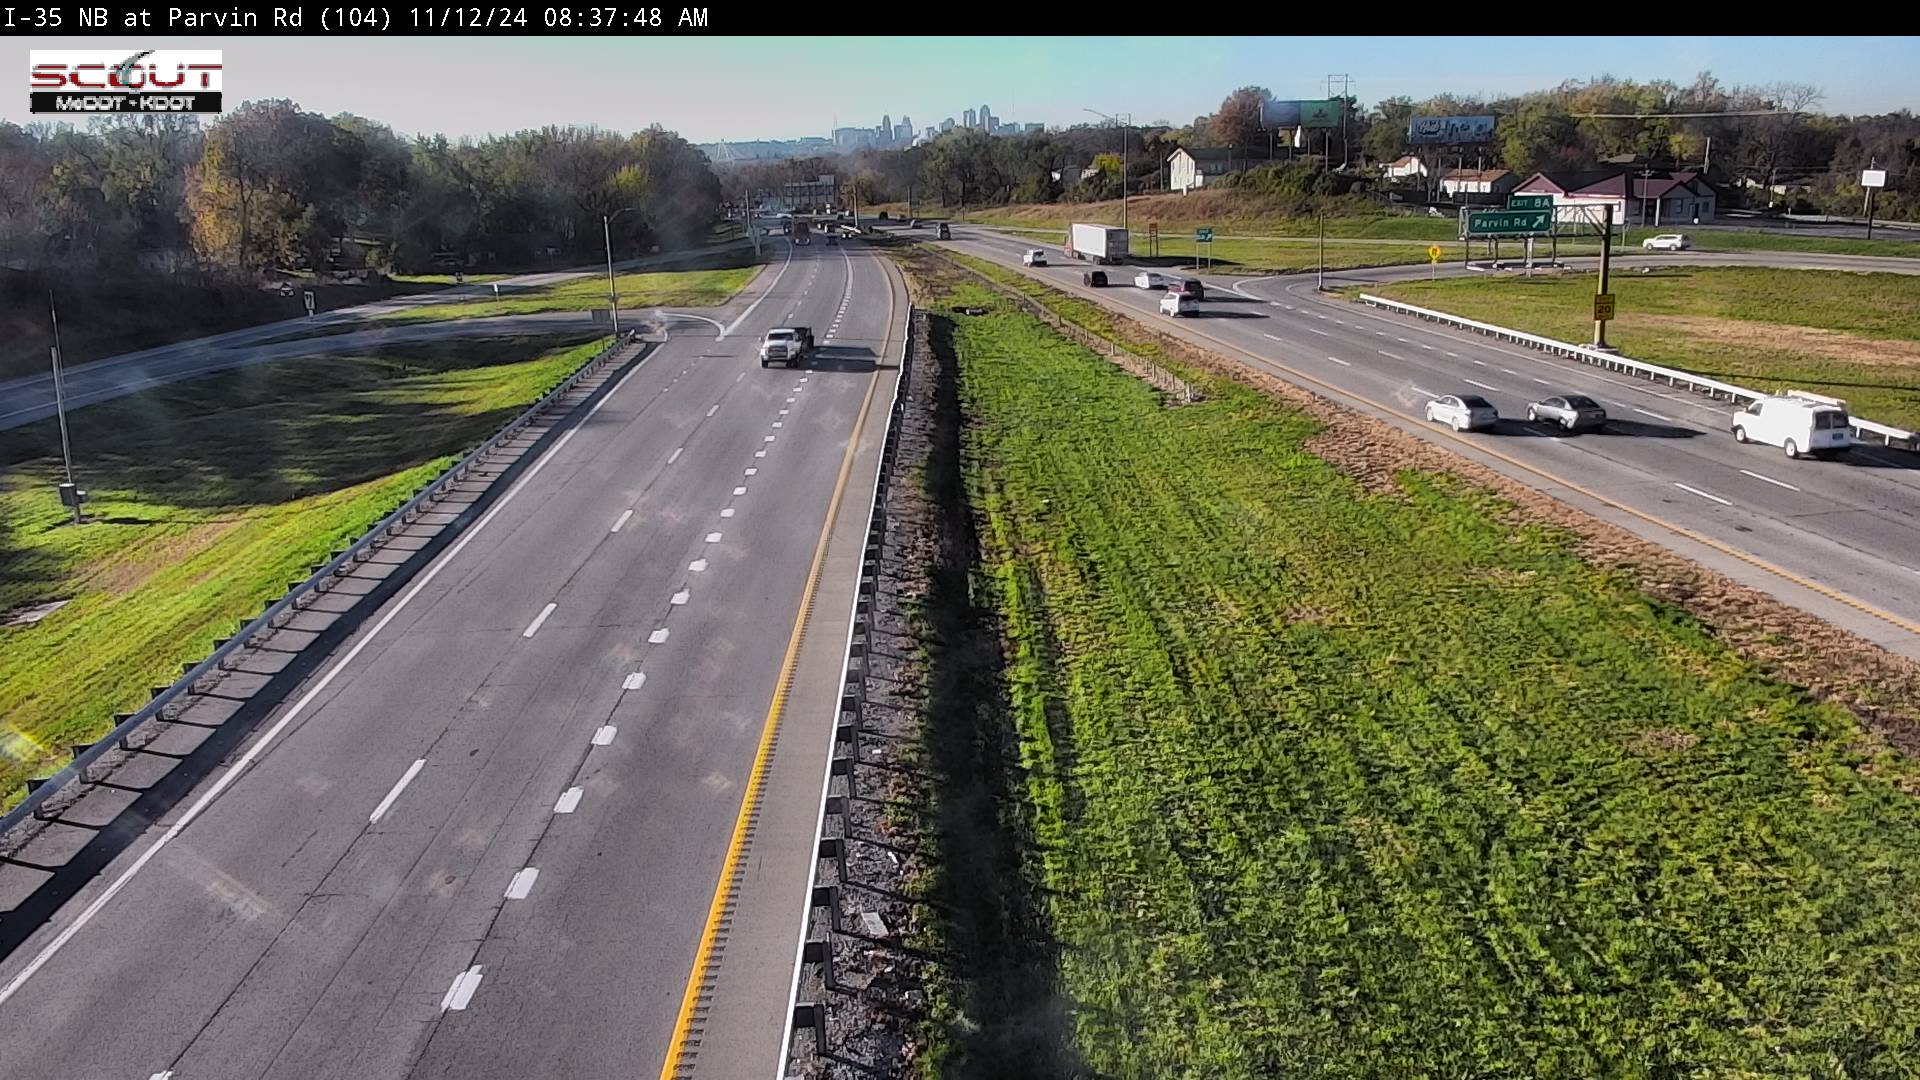 I-35 NB at Parvin Rd (104) 11/12/24 08:37:48 AM
SCOUT
MoDOT - KDOT
EXIT 8A
Parvin Rd
20